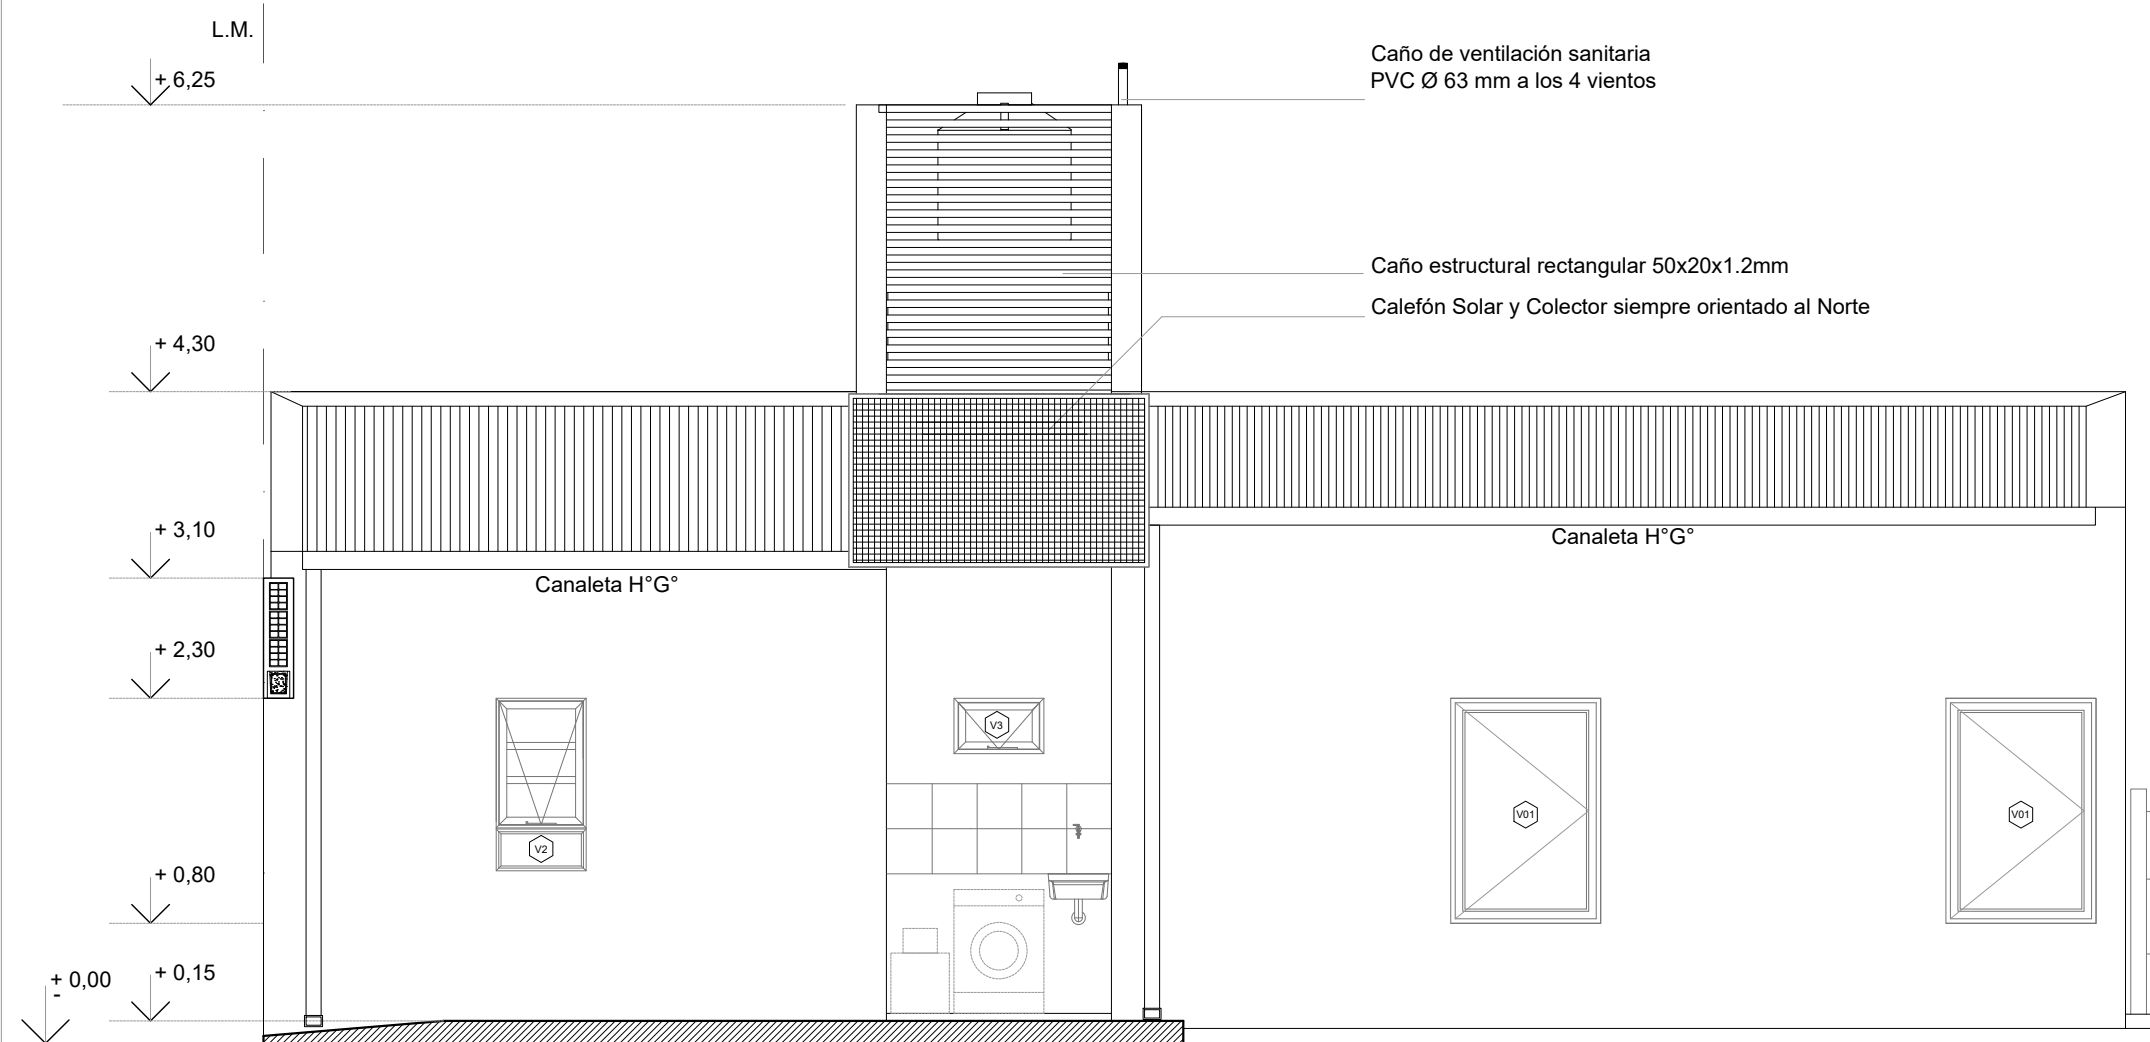 L.M.
+ 6,25
Caño de ventilación sanitaria
PVC Ø 63 mm a los 4 vientos
Caño estructural rectangular 50x20x1.2mm
Calefón Solar y Colector siempre orientado al Norte
+ 4,30
+ 3,10
Canaleta H°G°
Canaleta H°G°
+ 2,30
V3
V01
V01
V2
+ 0,80
+ 0,15
+ 0,00
-